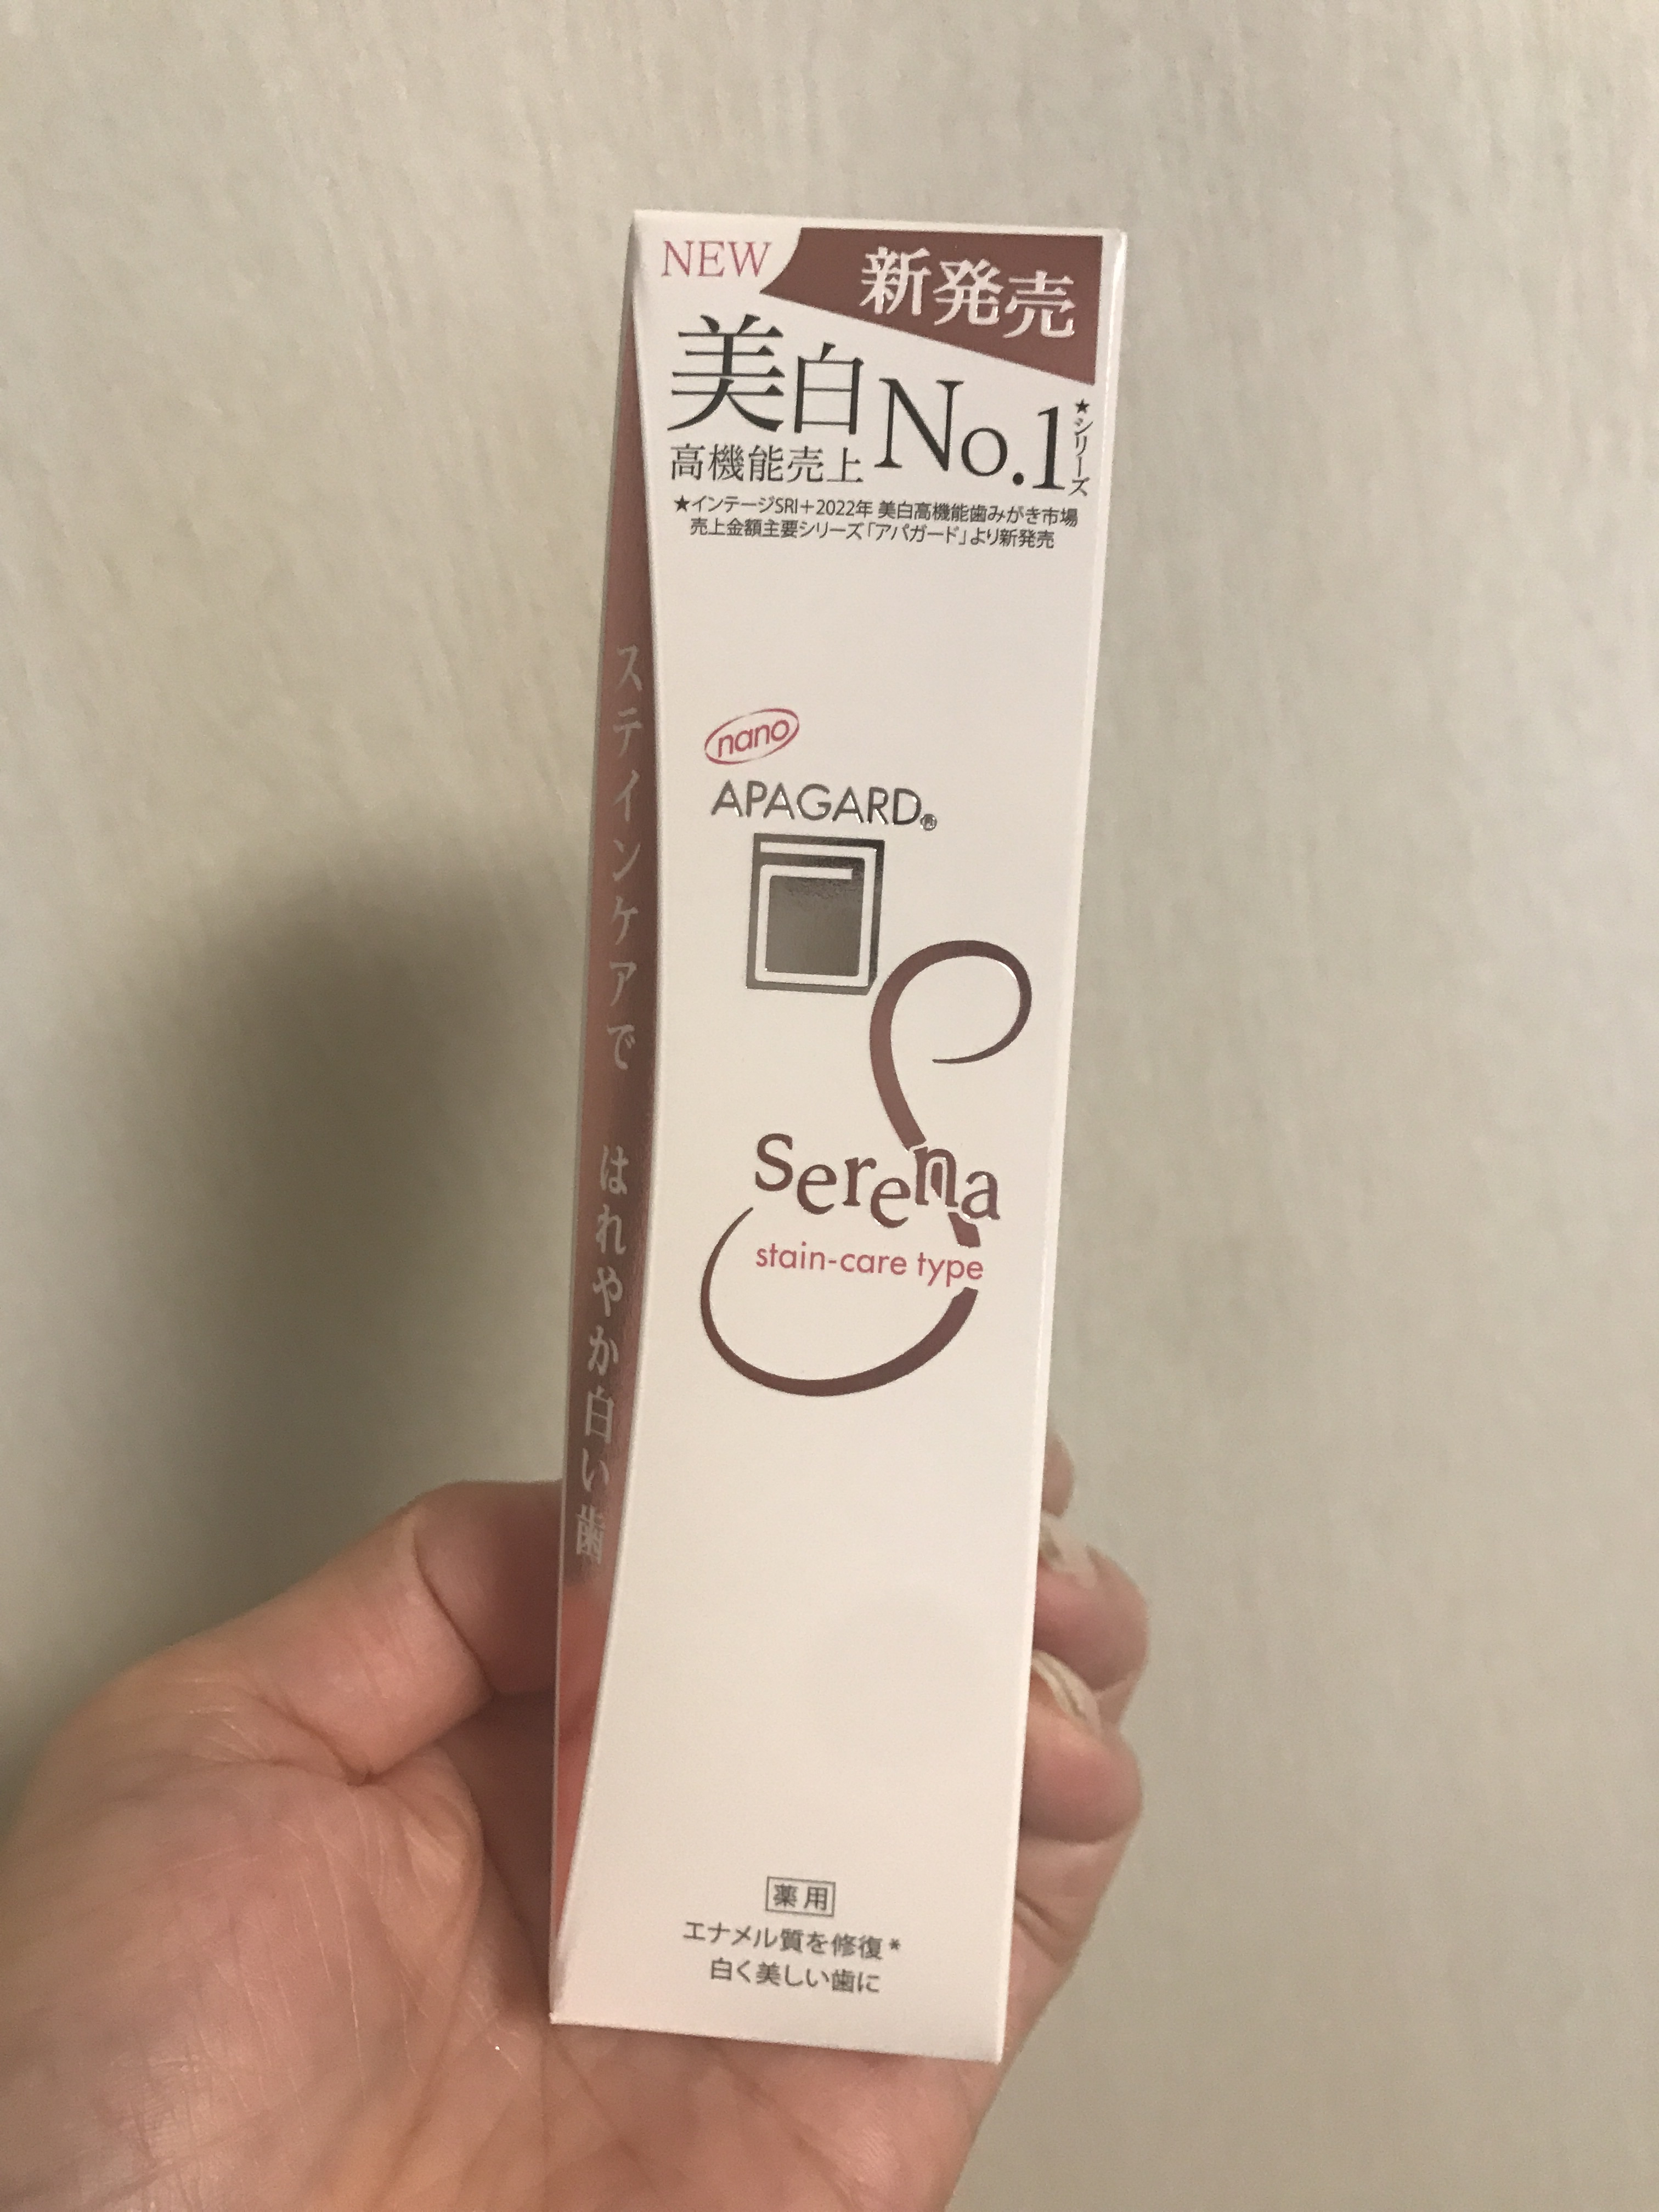 NEW
新発売
美白
高機能売上
No.1
★シリーズ
★インテージSRI+2022年 美白高機能歯みがき市場
売上金額主要シリーズ「アパガード」より新発売
nano
APAGARD®
Serena
stain-care type
薬用
エナメル質を修復*
白く美しい歯に
ステインケアで はれやか白い歯